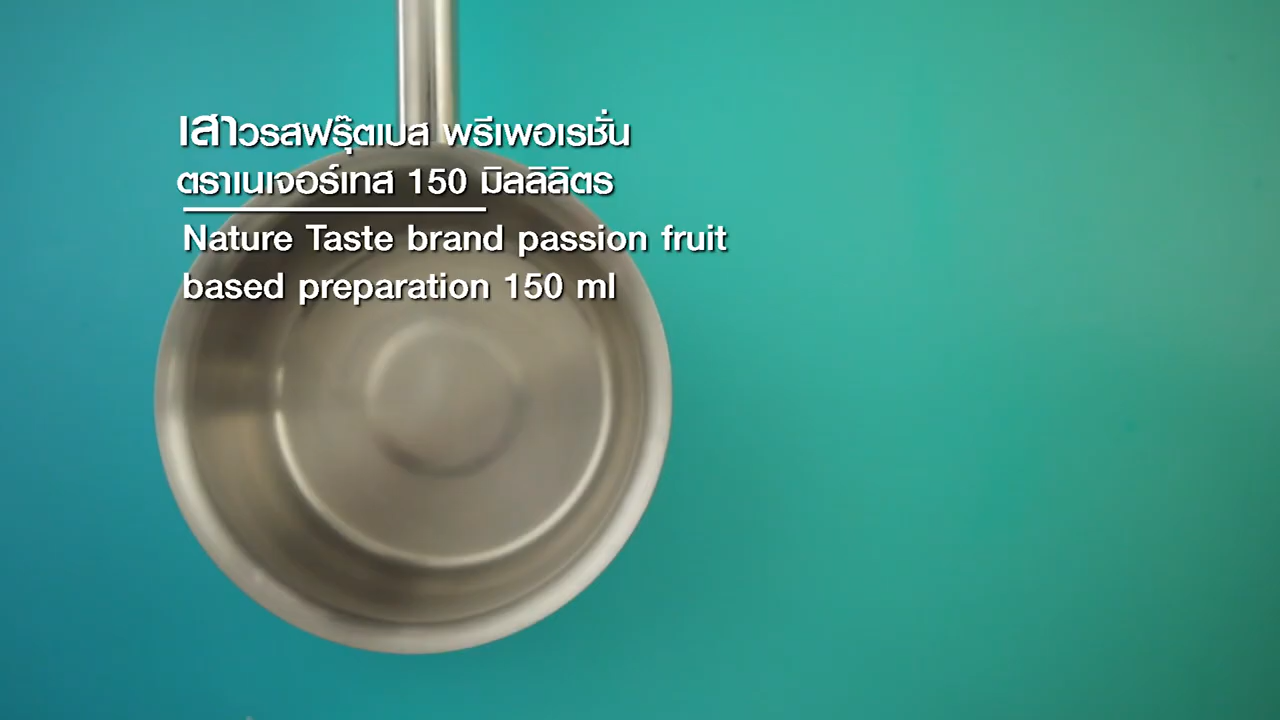 เสาวรสฟรุ๊ตเบส พรีเพอเรชั่น
ตราเนเจอร์เทส 150 มิลลิลิตร
Nature Taste brand passion fruit
based preparation 150 ml